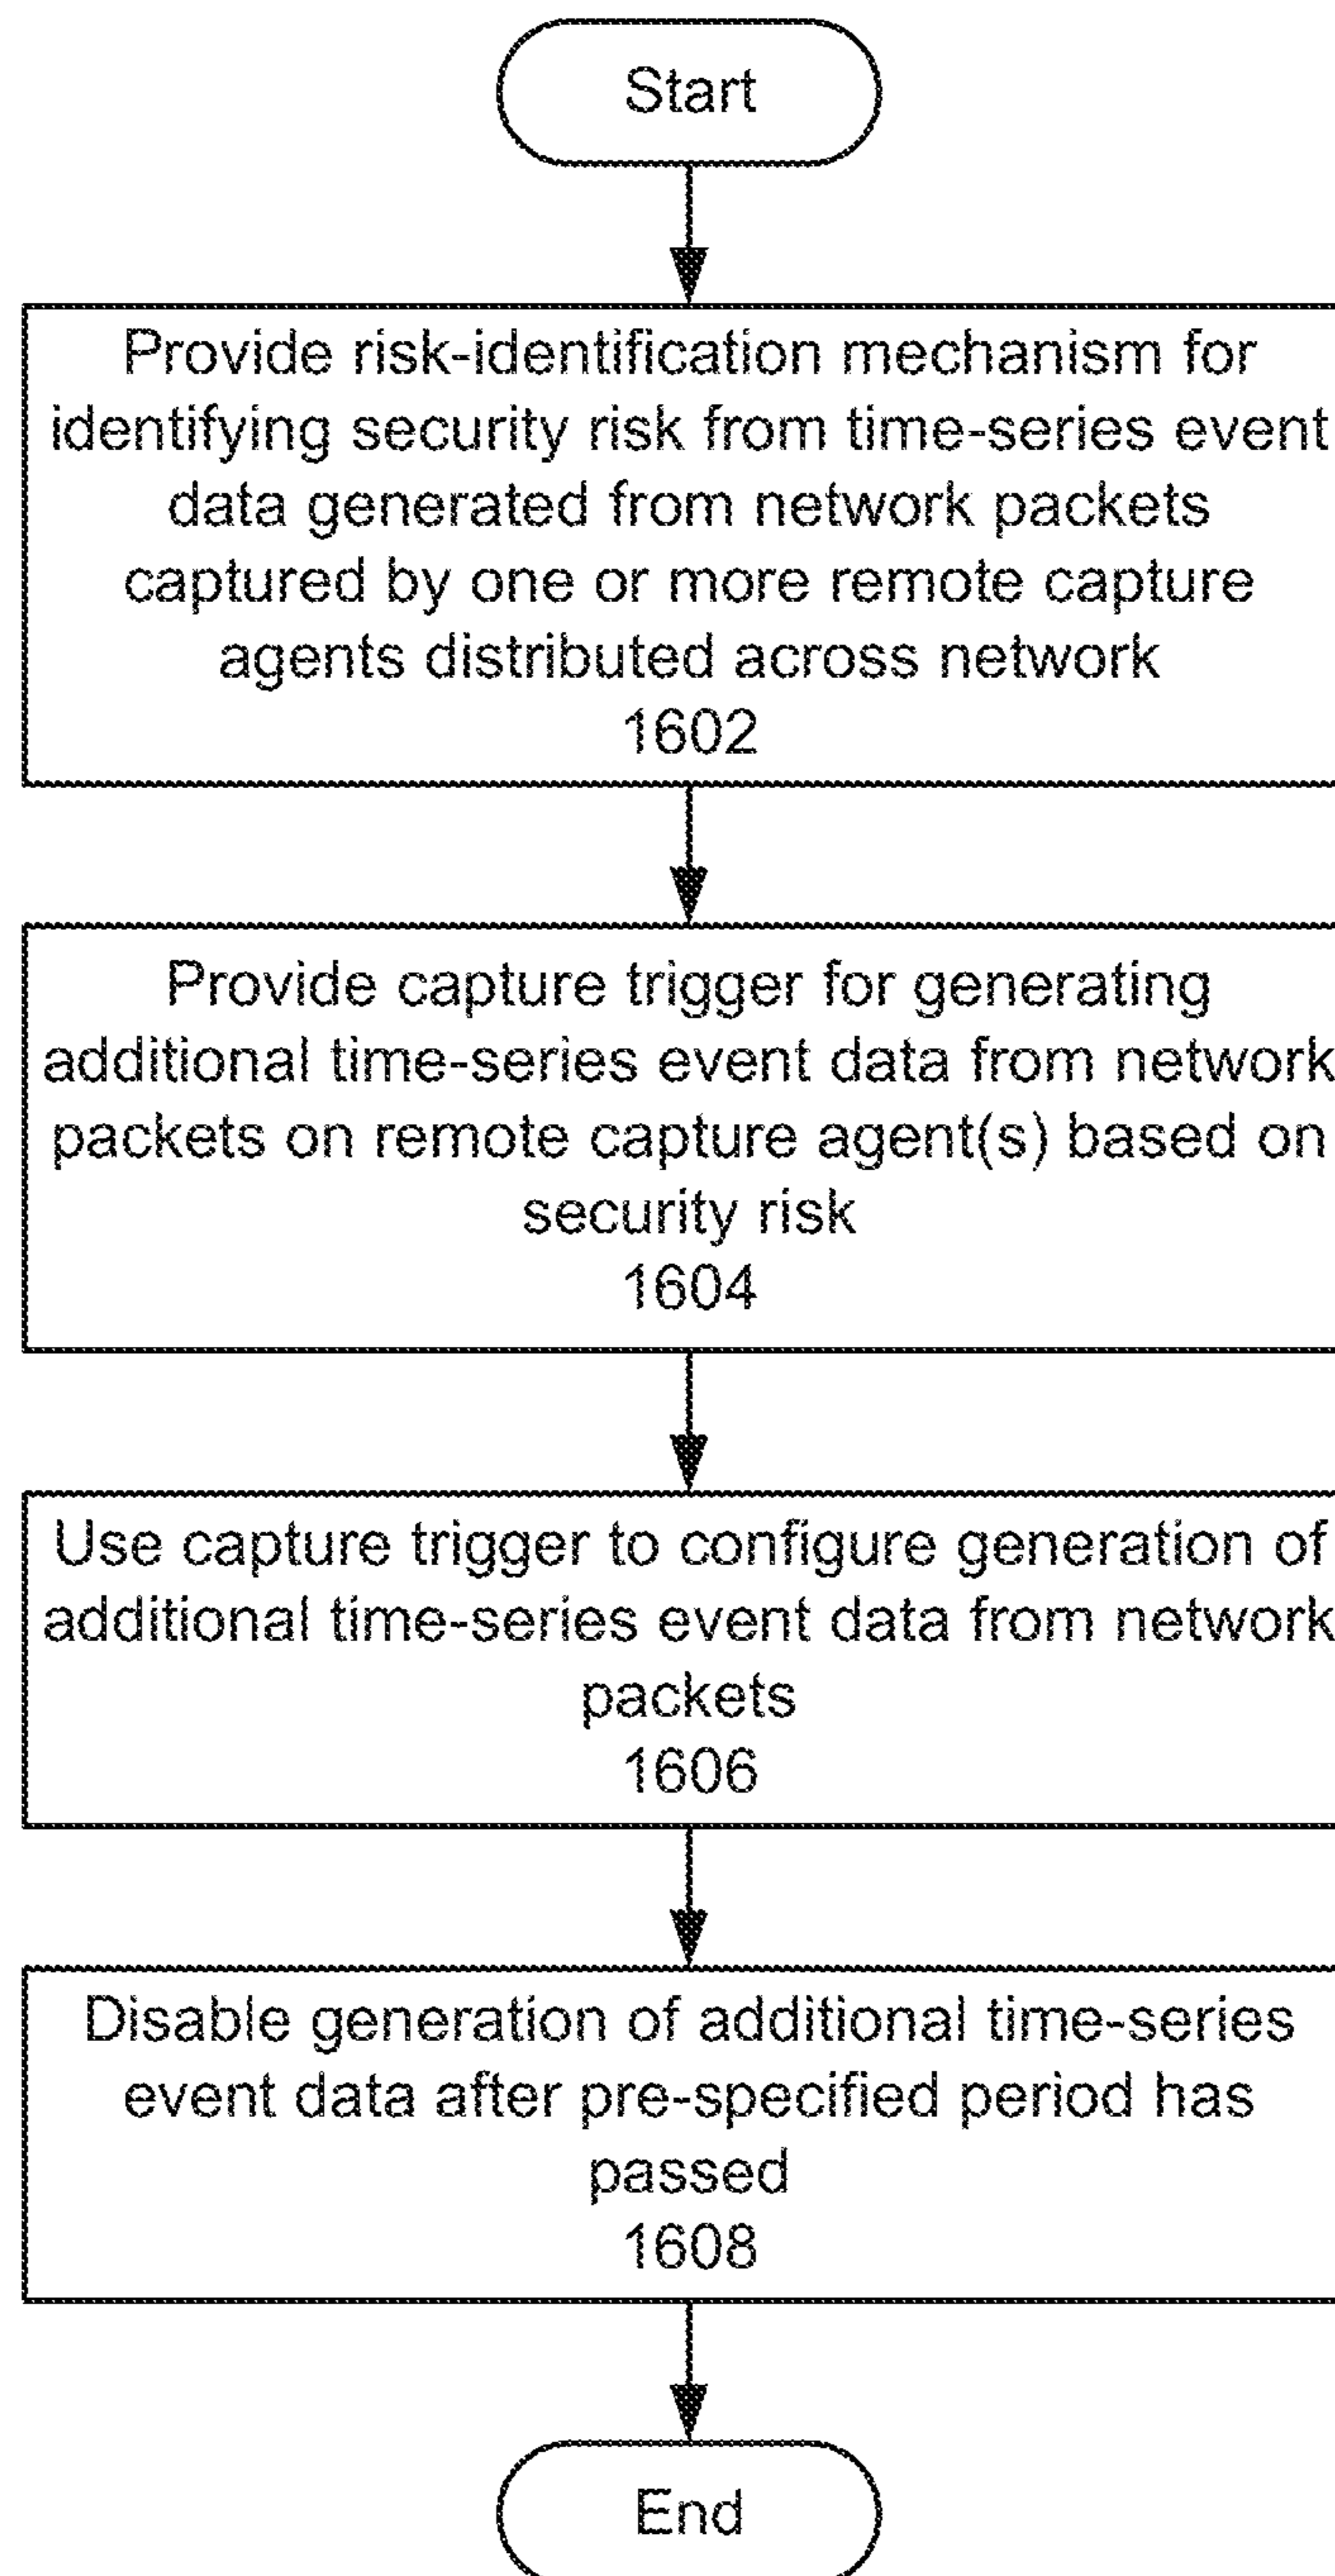 Start
Provide risk-identification mechanism for
identifying security risk from time-series event
data generated from network packets
captured by one or more remote capture
agents distributed across network
1602
Provide capture trigger for generating
additional time-series event data from network
packets on remote capture agent(s) based on
security risk
1604
Use capture trigger to configure generation of
additional time-series event data from network
packets
1606
Disable generation of additional time-series
event data after pre-specified period has
passed
1608
End